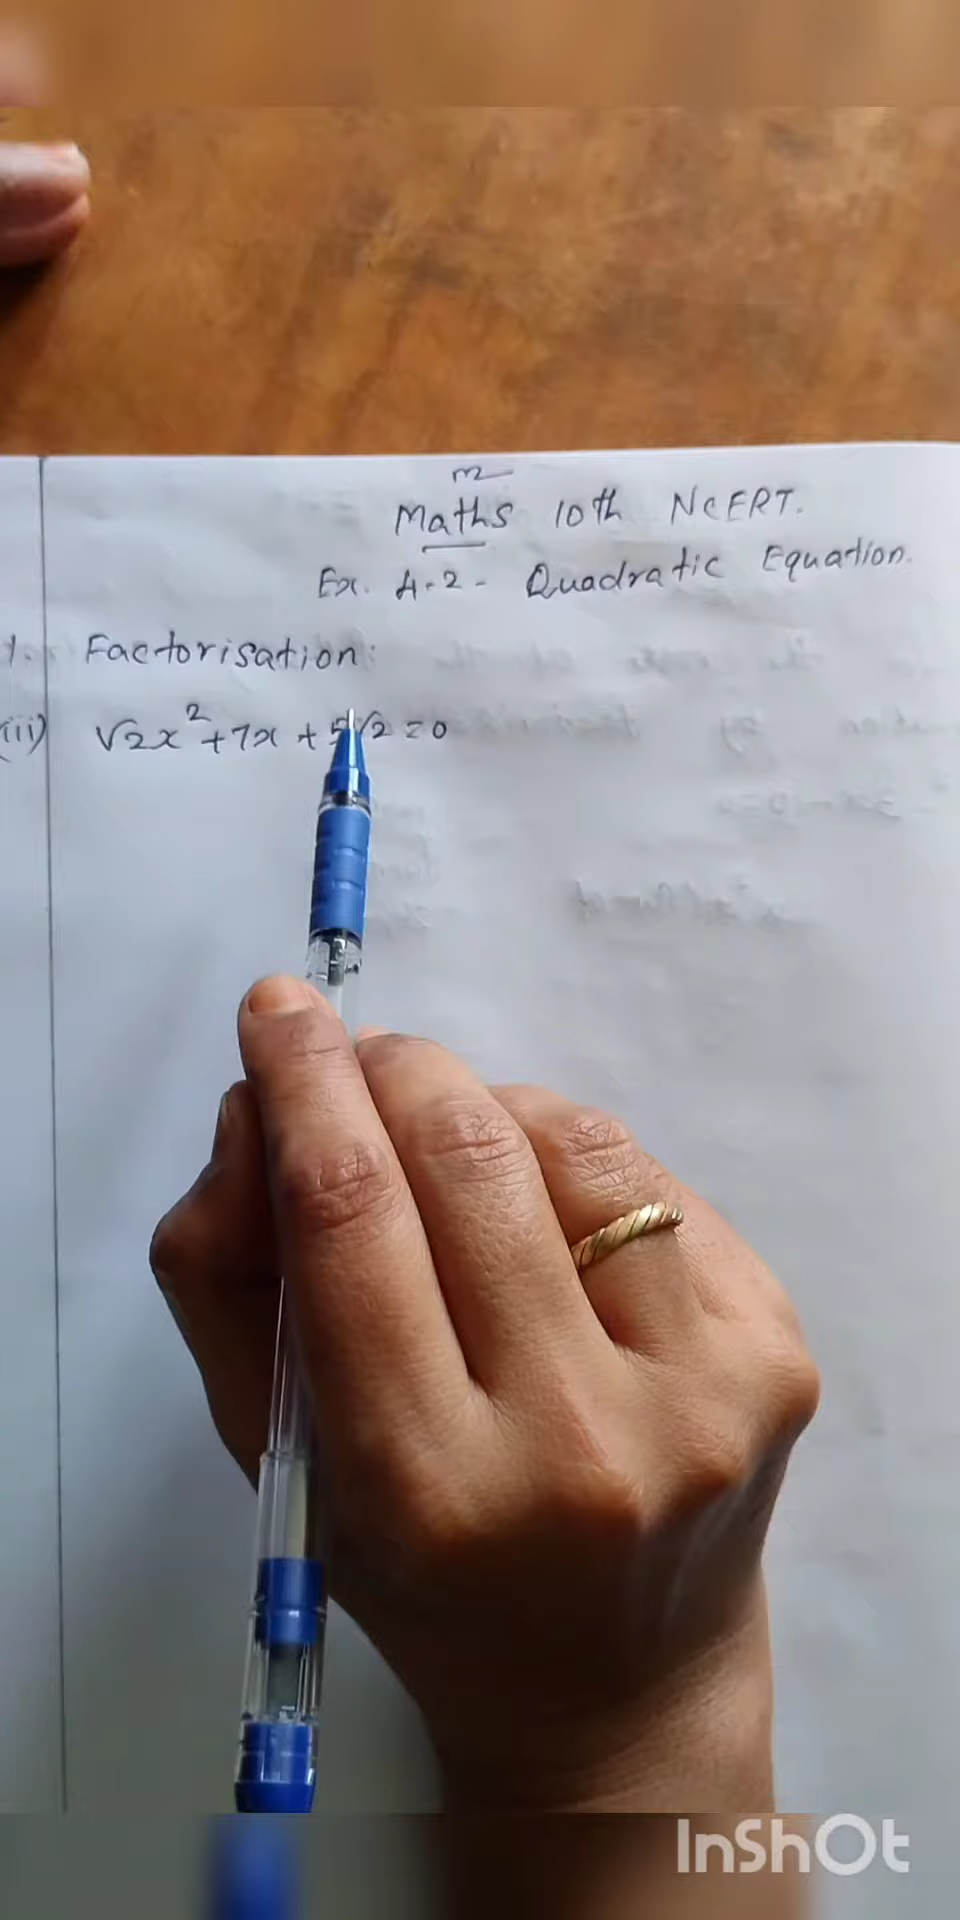 Maths 10th NCERT.
Ex. 4.2 - Quadratic Equation.
1. Factorisation:
(iii) √2x²+7x+5√2=0
InShOt